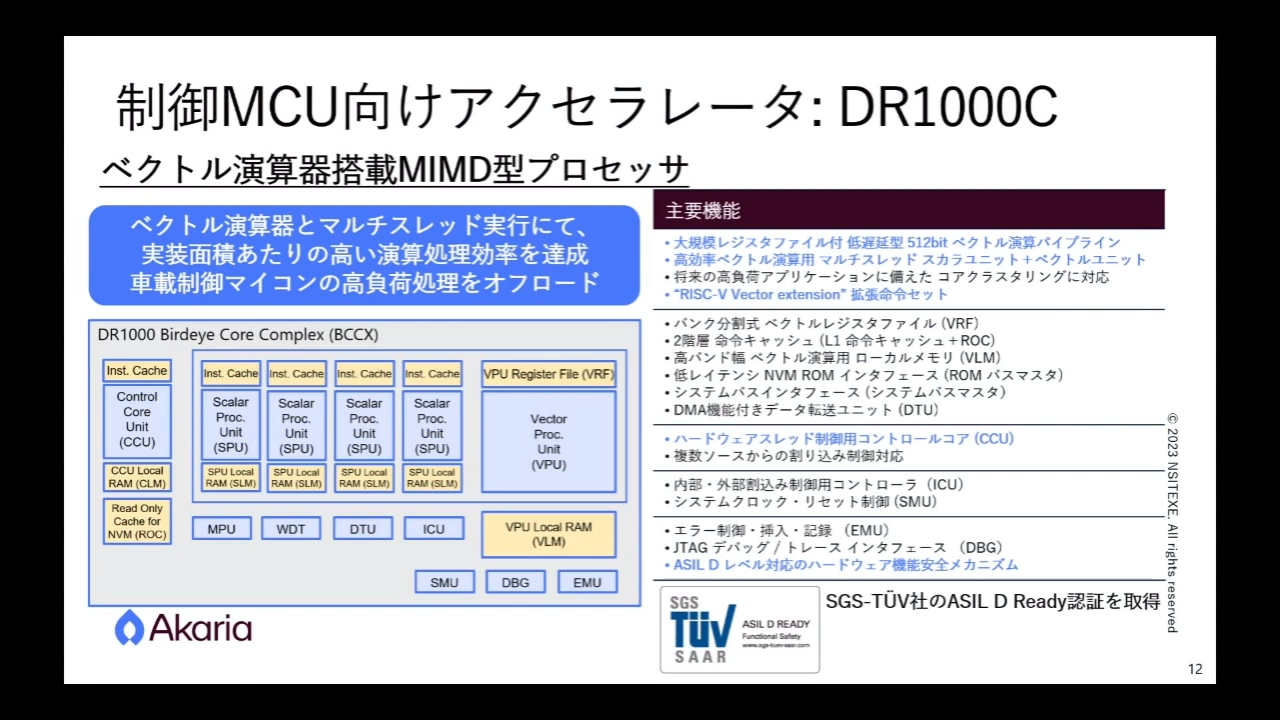 制御MCU向けアクセラレータ: DR1000C
ベクトル演算器搭載MIMD型プロセッサ
ベクトル演算器とマルチスレッド実行にて、
実装面積あたりの高い演算処理効率を達成
車載制御マイコンの高負荷処理をオフロード
DR1000 Birdeye Core Complex (BCCX)
Inst. Cache
Control
Core
Unit
(CCU)
CCU Local
RAM (CLM)
Read Only
Cache for
NVM (ROC)
Inst. Cache
Scalar
Proc.
Unit
(SPU)
SPU Local
RAM (SLM)
Inst. Cache
Scalar
Proc.
Unit
(SPU)
SPU Local
RAM (SLM)
Inst. Cache
Scalar
Proc.
Unit
(SPU)
SPU Local
RAM (SLM)
Inst. Cache
Scalar
Proc.
Unit
(SPU)
SPU Local
RAM (SLM)
VPU Register File (VRF)
Vector
Proc.
Unit
(VPU)
MPU
WDT
DTU
ICU
VPU Local RAM
(VLM)
SMU
DBG
EMU
Akaria
主要機能
• 大規模レジスタファイル付 低遅延型 512bit ベクトル演算パイプライン
• 高効率ベクトル演算用 マルチスレッド スカラユニット＋ベクトルユニット
• 将来の高負荷アプリケーションに備えた コアクラスタリングに対応
• “RISC-V Vector extension” 拡張命令セット
• バンク分割式 ベクトルレジスタファイル (VRF)
• 2階層 命令キャッシュ (L1 命令キャッシュ＋ROC)
• 高バンド幅 ベクトル演算用 ローカルメモリ (VLM)
• 低レイテンシ NVM ROM インタフェース (ROM バスマスタ)
• システムバスインタフェース (システムバスマスタ)
• DMA機能付きデータ転送ユニット (DTU)
• ハードウェアスレッド制御用コントロールコア (CCU)
• 複数ソースからの割り込み制御対応
• 内部・外部割込み制御用コントローラ（ICU）
• システムクロック・リセット制御 (SMU)
• エラー制御・挿入・記録 （EMU）
• JTAG デバッグ / トレース インタフェース （DBG）
• ASIL D レベル対応のハードウェア機能安全メカニズム
SGS
TÜV
SAAR
ASIL D READY
Functional Safety
www.sgs-tuev-saar.com
SGS-TÜV社のASIL D Ready認証を取得
© 2023 NSITEXE. All rights reserved
12